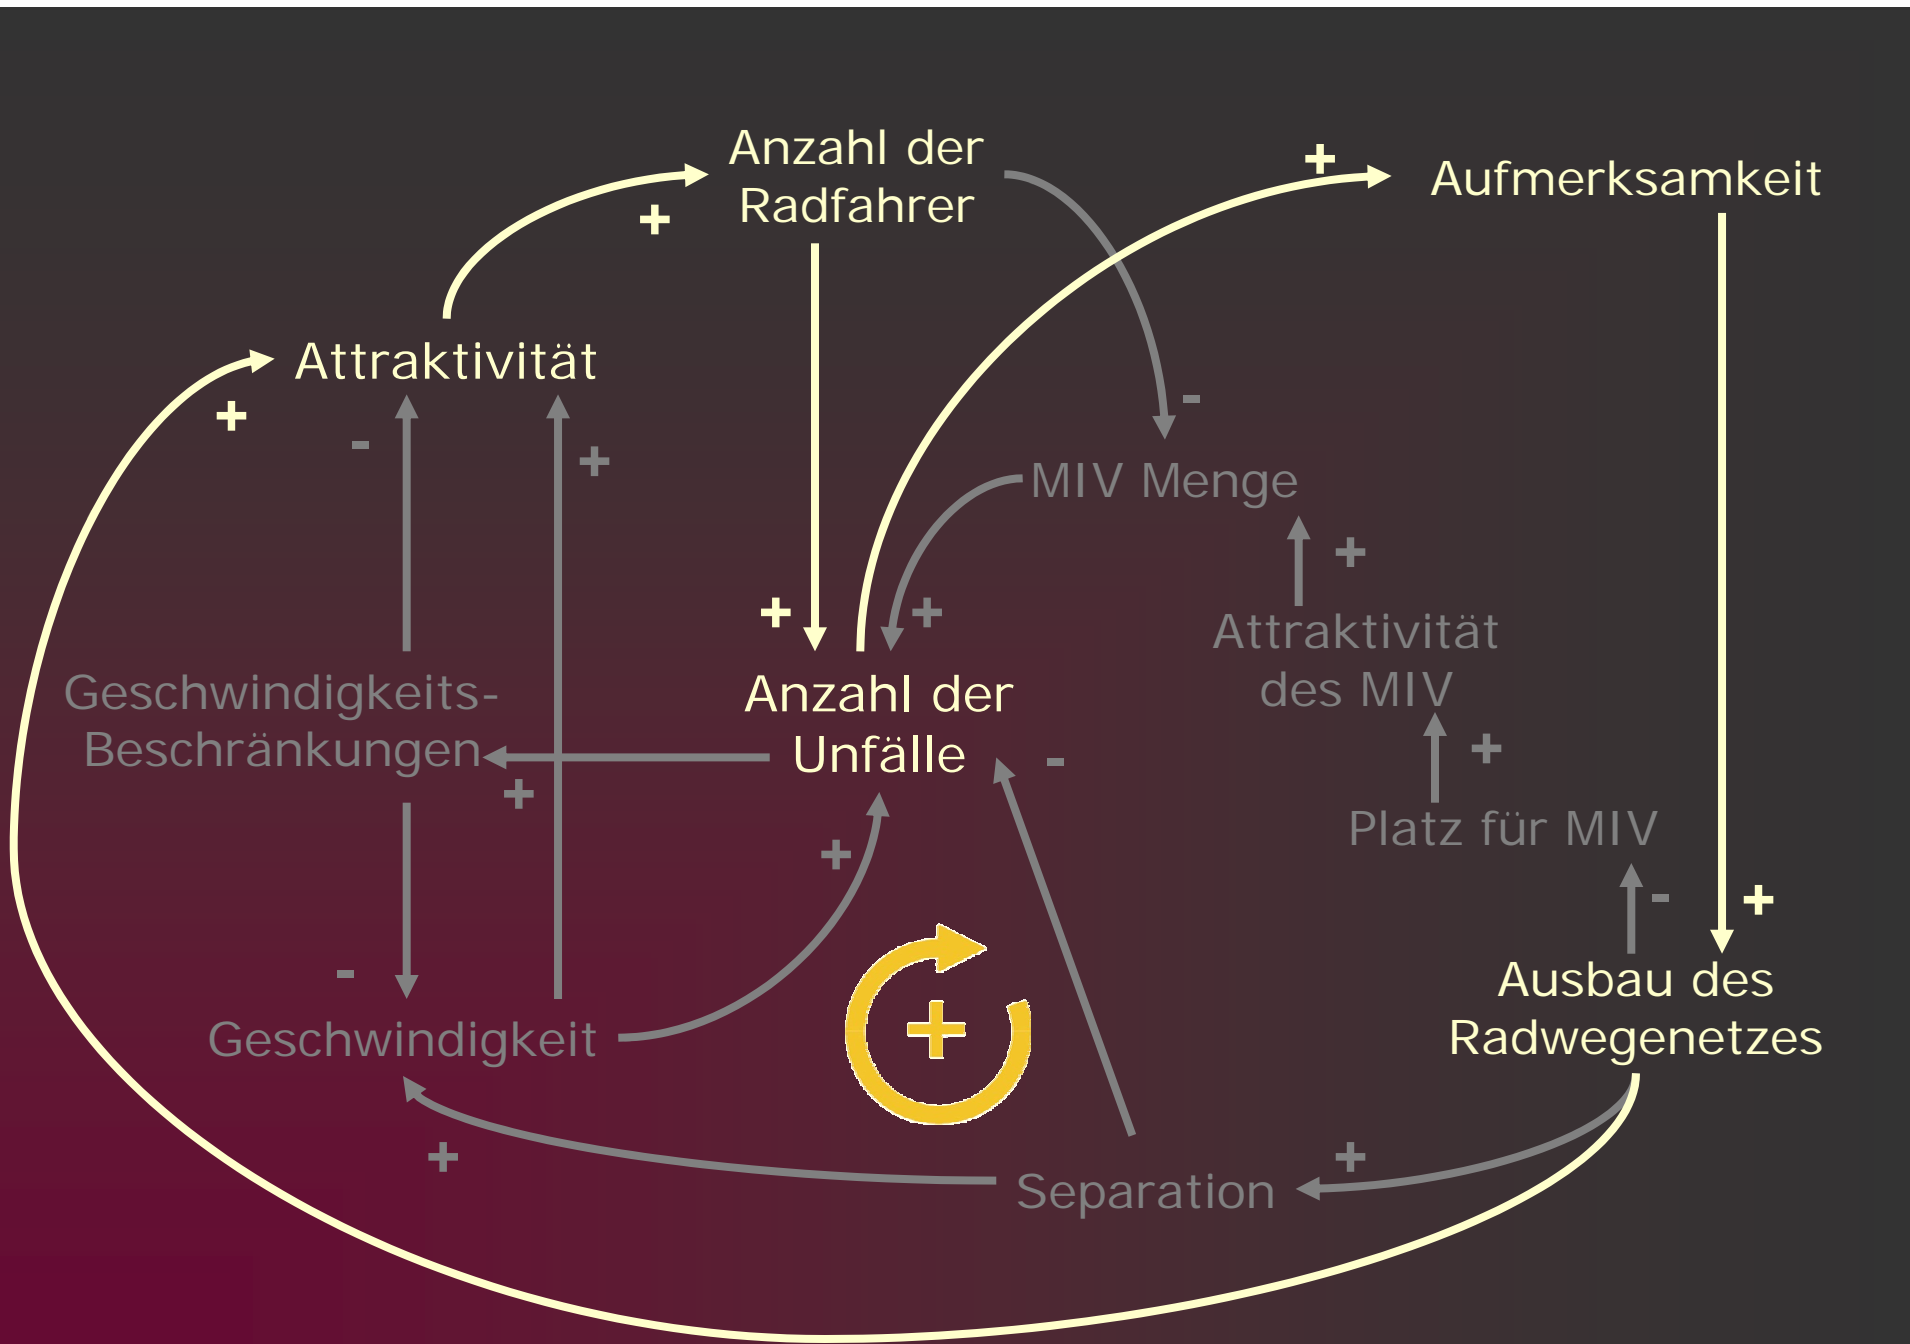 Anzahl der
Radfahrer
+
+
Aufmerksamkeit
Attraktivität
+
-
+
-
MIV Menge
+
+
+
Attraktivität
des MIV
Geschwindigkeits-
Beschränkungen
+
Anzahl der
Unfälle
-
+
Platz für MIV
+
-
+
Ausbau des
Radwegenetzes
-
Geschwindigkeit
+
+
+
Separation